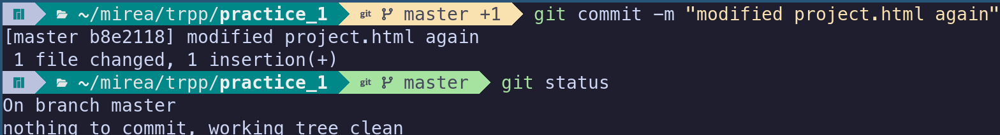 ~/mirea/trpp/practice_1 git master +1 git commit -m "modified project.html again"
[master b8e2118] modified project.html again
1 file changed, 1 insertion(+)
~/mirea/trpp/practice_1 git master git status
On branch master
nothing to commit, working tree clean